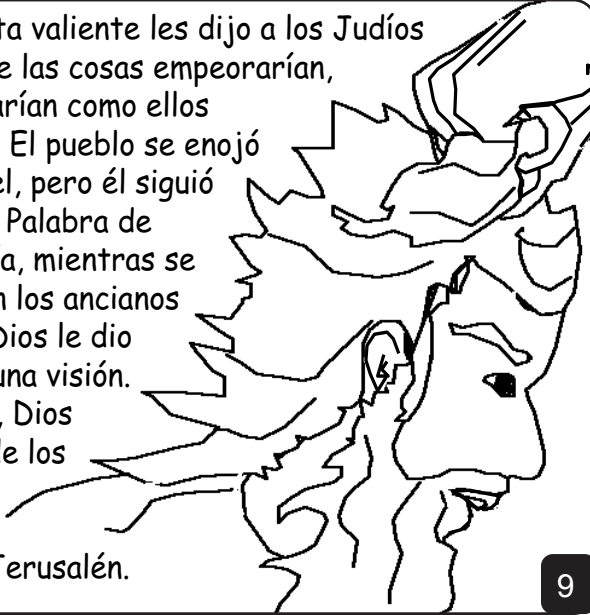 ta valiente les dijo a los Judíos
e las cosas empeorarían,
arían como ellos
El pueblo se enojó
el, pero él siguió
Palabra de
a, mientras se
n los ancianos
Dios le dio
una visión.
, Dios
de los
Jerusalén.
9